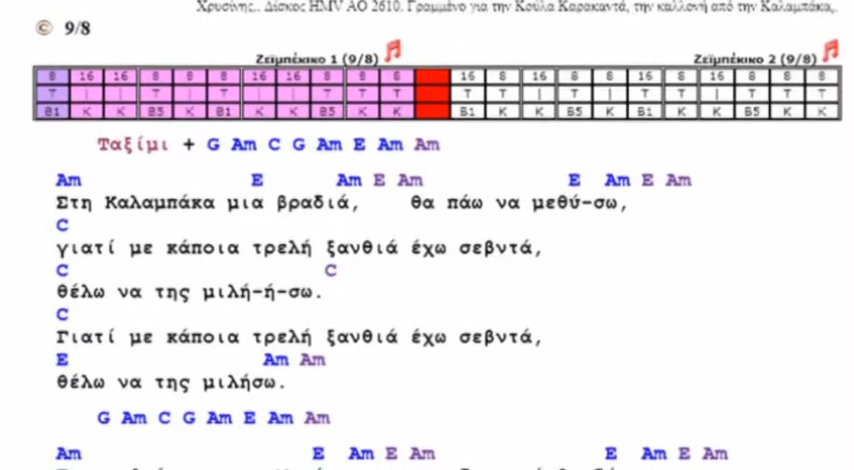 Χρυσίνης.. Δίσκος HMV AO 2610. Γραμμένο για την Κούλα Καρακαντά, την καλλονή από την Καλαμπάκα,.
© 9/8
Ζεϊμπέκικο 1 (9/8) Ζεϊμπέκικο 2 (9/8)
8 16 16 8 8 8 16 16 8 8 8 16 8 16 8 8 8 16 8 8 8
T | | T | T | | T T T T T | T | T T | T T
B1 K K B5 K B1 K K B5 K K B1 K K B5 K B1 K B5 K K
Ταξίμι + G Am C G Am E Am Am
Am E Am E Am E Am E Am
Στη Καλαμπάκα μια βραδιά, θα πάω να μεθύ-σω,
C
γιατί με κάποια τρελή ξανθιά έχω σεβντά,
C C
θέλω να της μιλή-ή-σω.
C
Γιατί με κάποια τρελή ξανθιά έχω σεβντά,
E Am Am
θέλω να της μιλήσω.
G Am C G Am E Am Am
Am E Am E Am E Am E Am